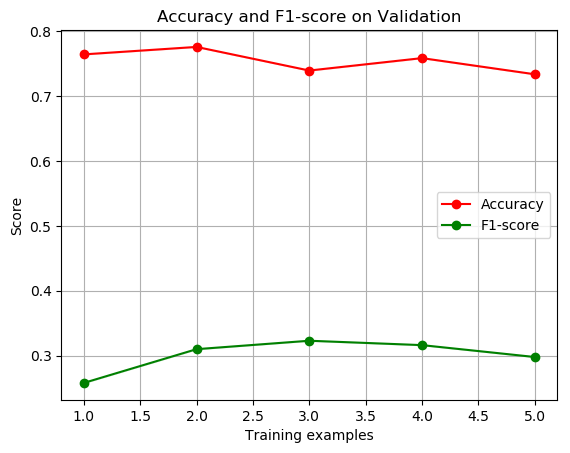 Accuracy and F1-score on Validation
0.8
0.7
0.6
0.5
0.4
0.3
Score
Accuracy
F1-score
1.0 1.5 2.0 2.5 3.0 3.5 4.0 4.5 5.0
Training examples